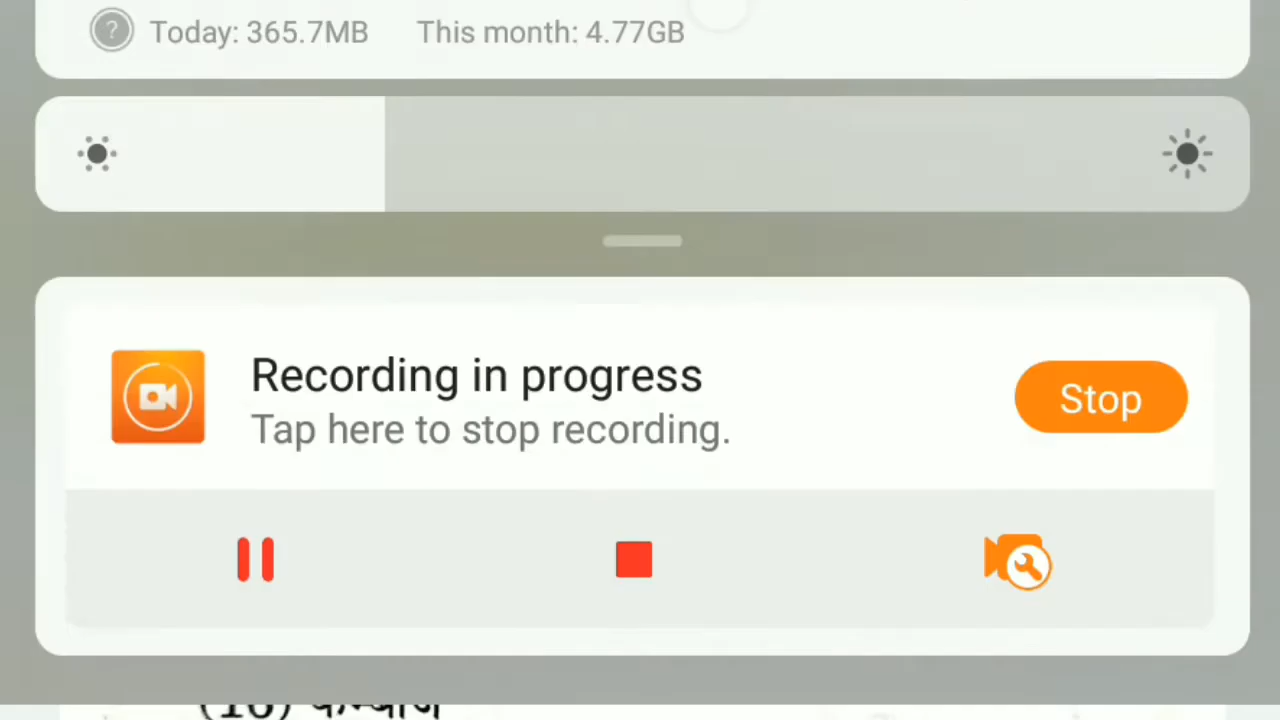 Today: 365.7MB This month: 4.77GB
Recording in progress
Tap here to stop recording.
Stop